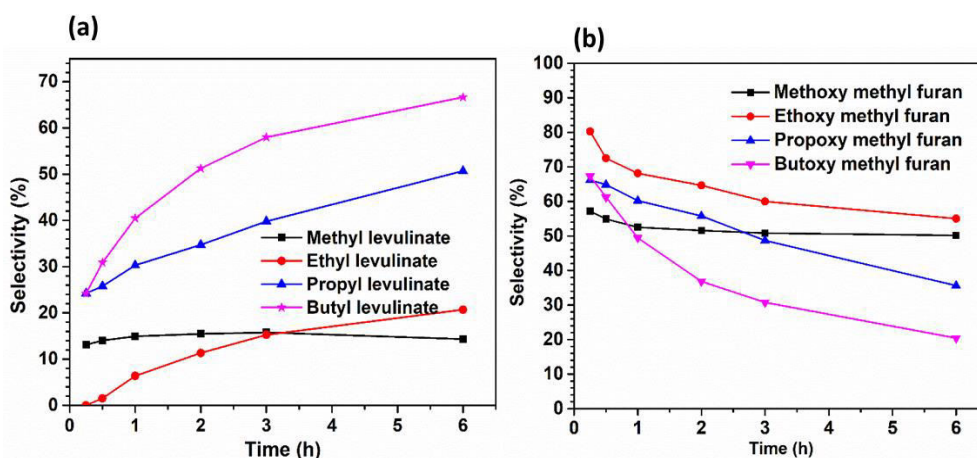 (a)
Selectivity (%)
70
60
50
40
30
20
10
0
Methyl levulinate
Ethyl levulinate
Propyl levulinate
Butyl levulinate
0 1 2 3 4 5 6
Time (h)
(b)
Selectivity (%)
100
90
80
70
60
50
40
30
20
10
0
Methoxy methyl furan
Ethoxy methyl furan
Propoxy methyl furan
Butoxy methyl furan
0 1 2 3 4 5 6
Time (h)